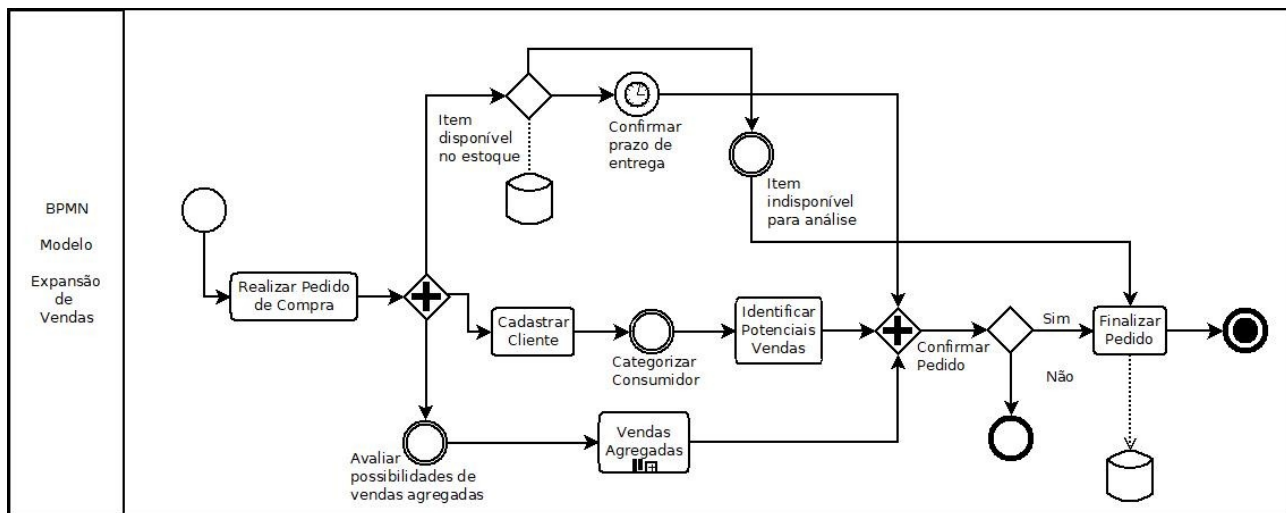 BPMN
Modelo
Expansão
de
Vendas
Realizar Pedido
de Compra
Item
disponível
no estoque
Confirmar
prazo de
entrega
Item
indisponível
para análise
Cadastrar
Cliente
Categorizar
Consumidor
Identificar
Potenciais
Vendas
Avaliar
possibilidades de
vendas agregadas
Vendas
Agregadas
Confirmar
Pedido
Sim
Não
Finalizar
Pedido